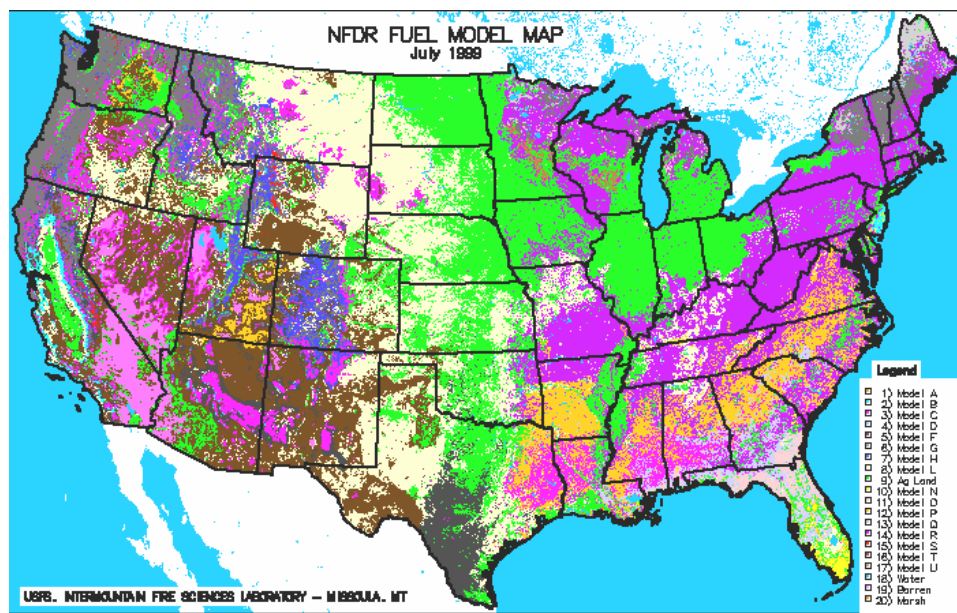 NFDR FUEL MODEL MAP
July 1999
Legend
1) Model A
2) Model B
3) Model C
4) Model D
5) Model F
6) Model G
7) Model H
8) Model L
9) Ag Land
10) Model N
11) Model O
12) Model P
13) Model Q
14) Model R
15) Model S
16) Model T
17) Model U
18) Water
19) Barren
20) Marsh
USFS. INTERMOUNTAIN FIRE SCIENCES LABORATORY - MISSOULA. MT